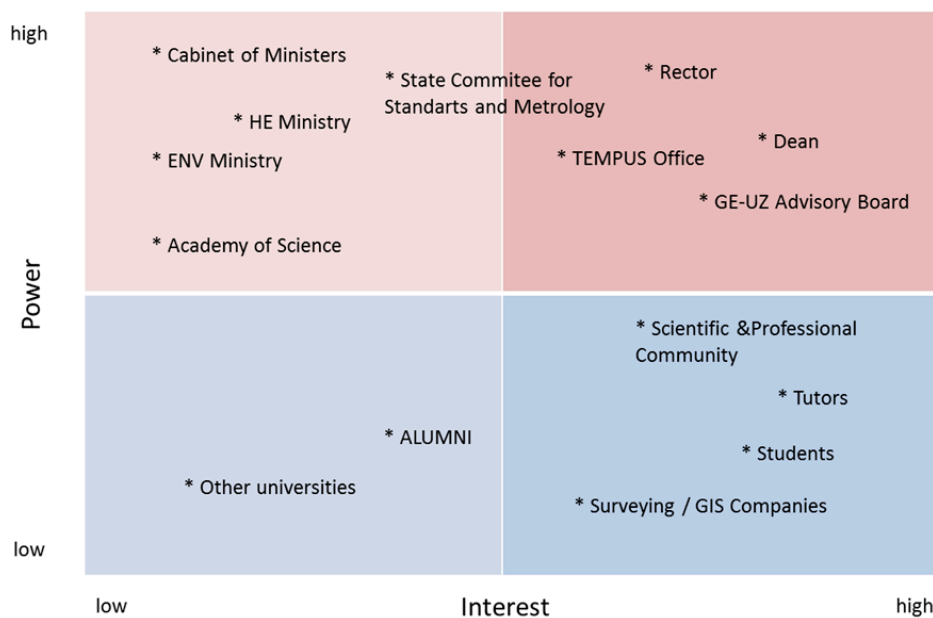 high
* Cabinet of Ministers
* State Commitee for
Standarts and Metrology
* Rector
* HE Ministry
* Dean
* ENV Ministry
* TEMPUS Office
* GE-UZ Advisory Board
* Academy of Science
Power
* Scientific &Professional
Community
* Tutors
* ALUMNI
* Students
* Other universities
* Surveying / GIS Companies
low
low
Interest
high